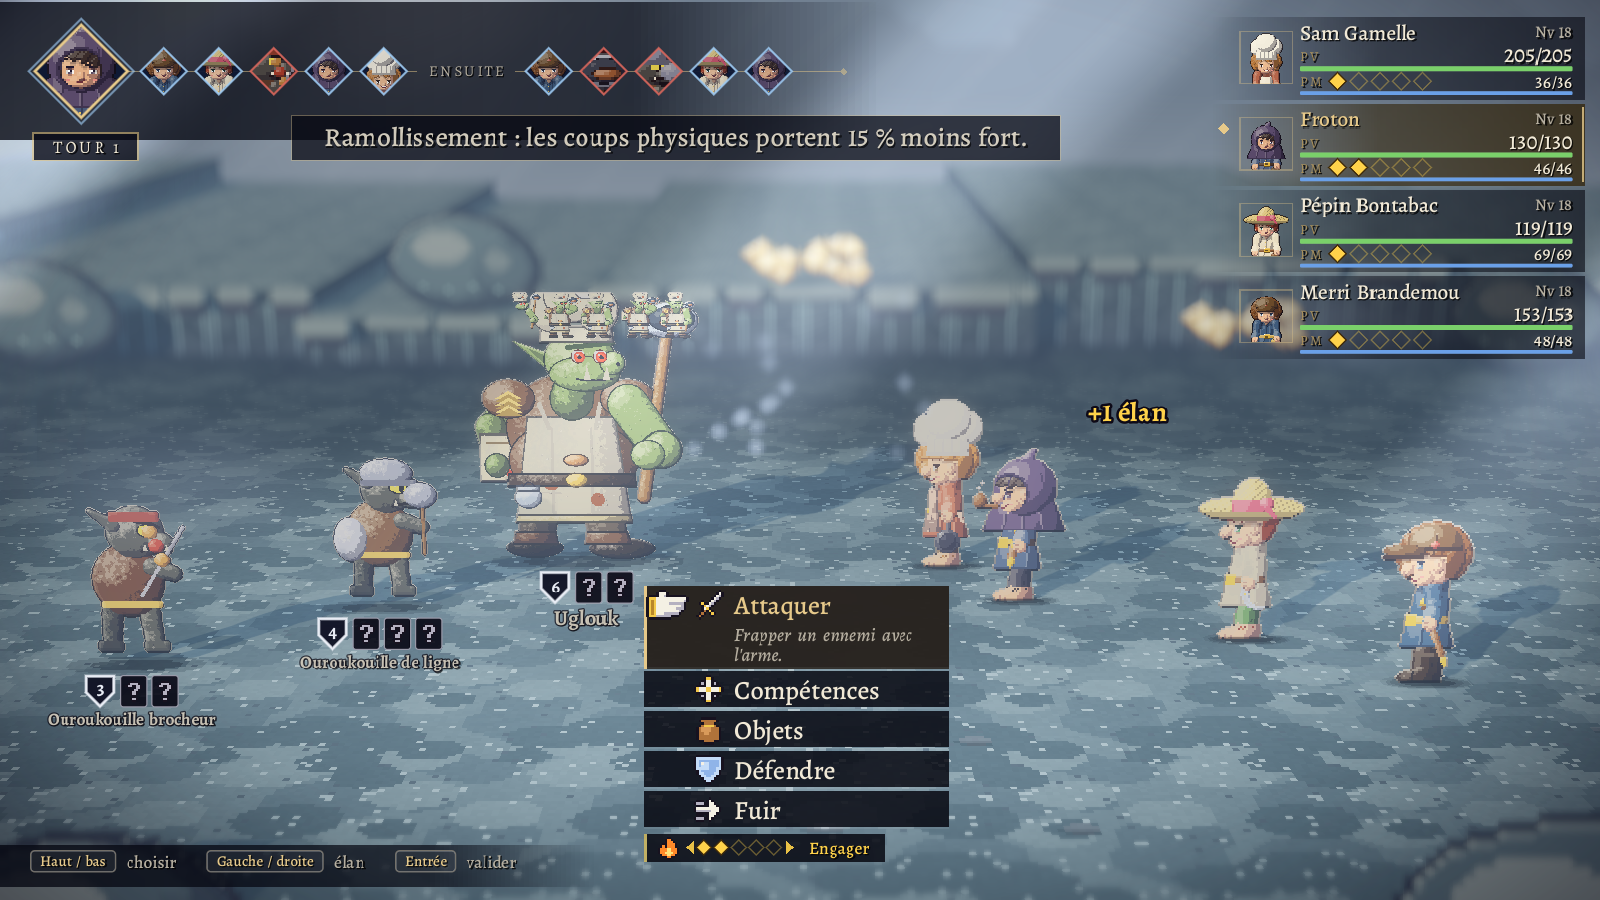 TOUR 1
ENSUITE
Ramollissement : les coups physiques portent 15 % moins fort.
Sam Gamelle Nv 18
PV 205/205
PM 36/36
Froton Nv 18
PV 130/130
PM 46/46
Pépin Bontabac Nv 18
PV 119/119
PM 69/69
Merri Brandemou Nv 18
PV 153/153
PM 48/48
+1 élan
6 ? ?
Uglouk
4 ? ? ?
Ouroukouille de ligne
3 ? ?
Ouroukouille brocheur
Attaquer
Frapper un ennemi avec
l'arme.
Compétences
Objets
Défendre
Fuir
Engager
Haut / bas choisir Gauche / droite élan Entrée valider